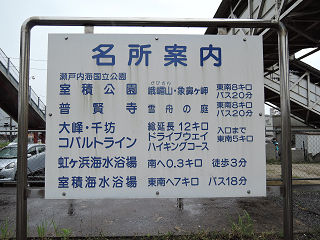 名所案内
瀬戸内海国立公園
室積公園 峨嵋山・象鼻ヶ岬 東南8キロ バス20分
普賢寺 雪舟の庭 東南8キロ バス20分
大峰・千坊 コバルトライン 線延長12キロ ドライブウェイ ハイキングコース 入口まで 東南5キロ
虹ヶ浜海水浴場 南へ0.3キロ 徒歩3分
室積海水浴場 東南へ7キロ バス18分